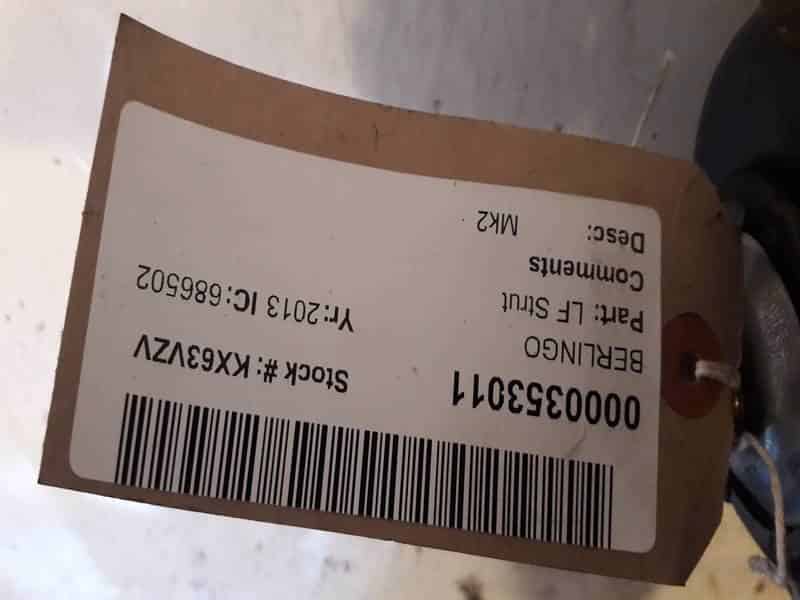 0000353011 Stock #: KX63VZV
BERLINGO
Part: LF Strut Yr:2013 IC:686502
Comments
Desc: Mk2